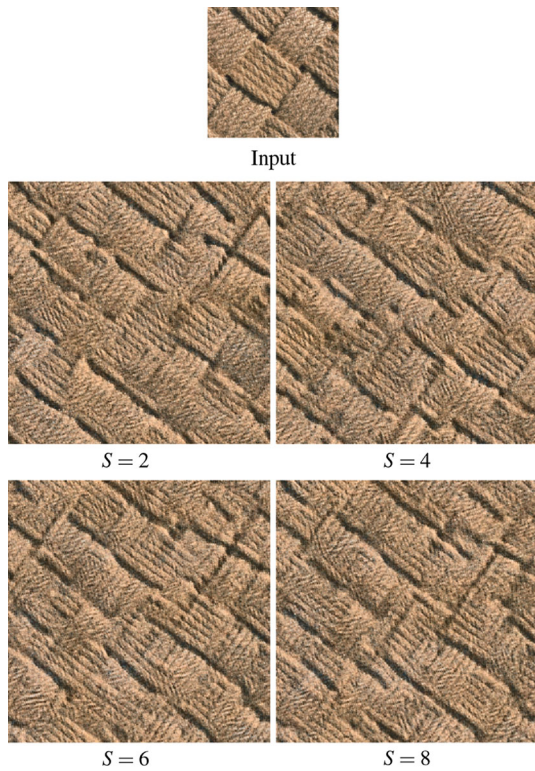 Input
S = 2
S = 4
S = 6
S = 8